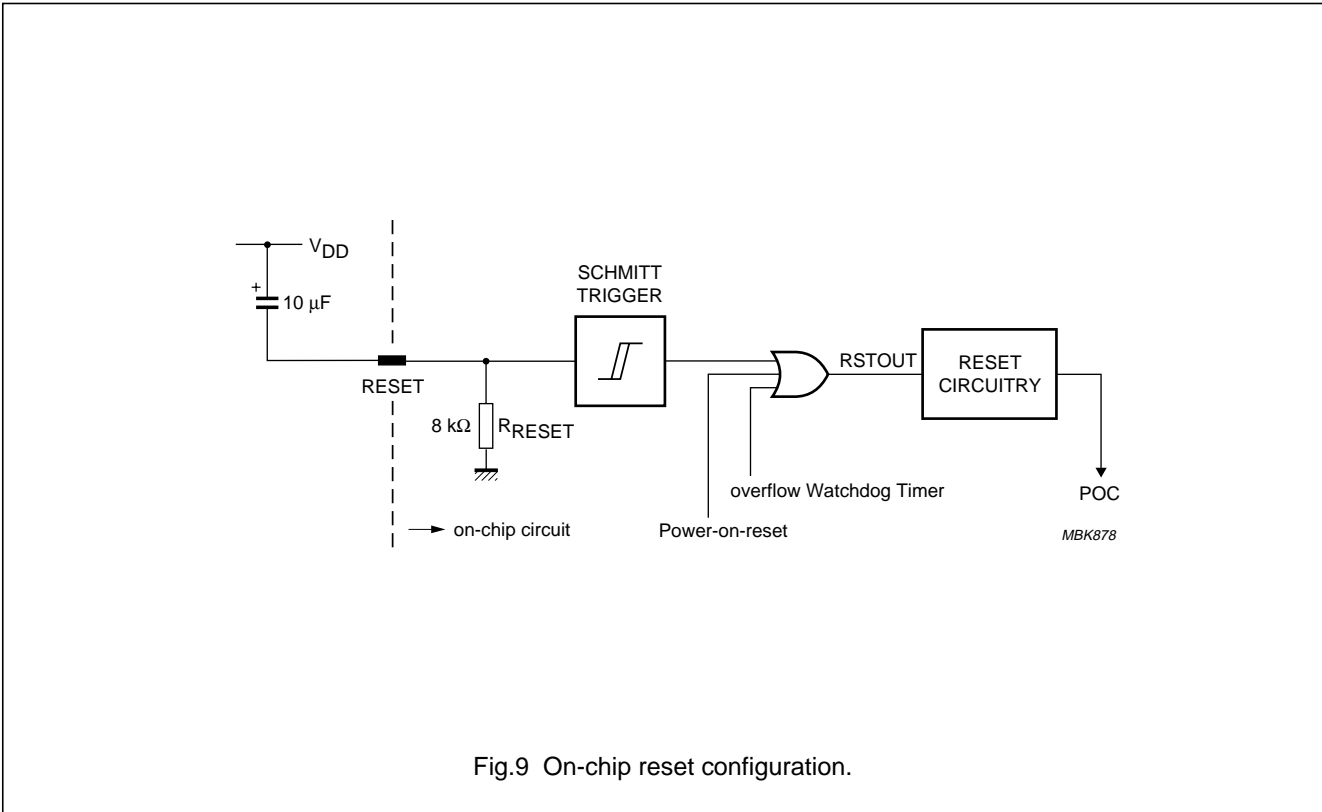 VDD
+
10 µF
RESET
8 kΩ
RRESET
on-chip circuit
SCHMITT
TRIGGER
RSTOUT
overflow Watchdog Timer
Power-on-reset
RESET
CIRCUITRY
POC
MBK878
Fig.9 On-chip reset configuration.